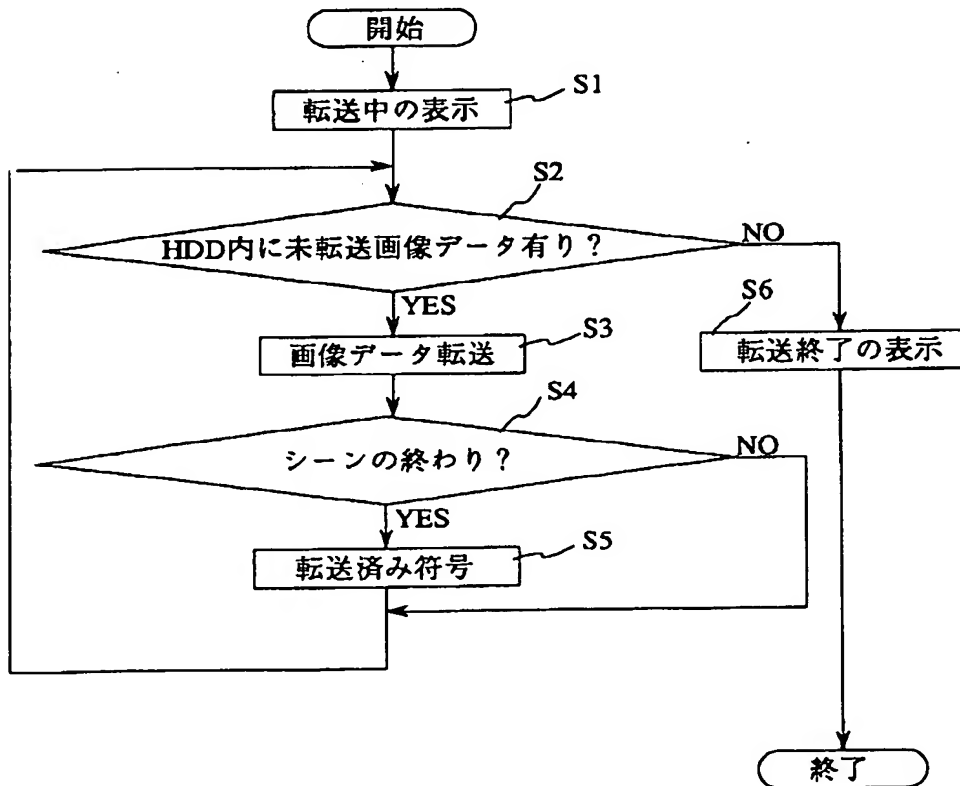 開始
S1
転送中の表示
S2
HDD内に未転送画像データ有り？
NO
YES
S3
画像データ転送
S6
転送終了の表示
S4
シーンの終わり？
NO
YES
S5
転送済み符号
終了